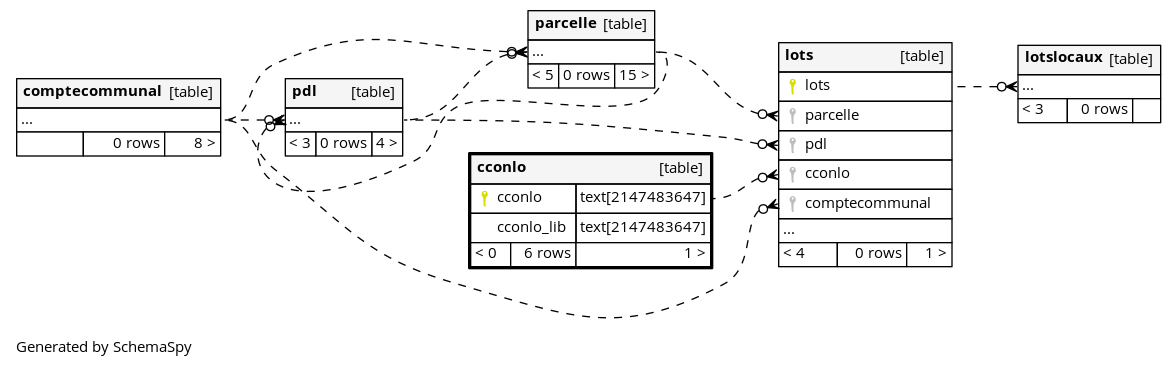 parcelle [table]
...
< 5 0 rows 15 >
comptecommunal [table]
...
0 rows 8 >
pdl [table]
...
< 3 0 rows 4 >
cconlo [table]
cconlo text[2147483647]
cconlo_lib text[2147483647]
< 0 6 rows 1 >
lots [table]
lots
parcelle
pdl
cconlo
comptecommunal
...
< 4 0 rows 1 >
lotslocaux [table]
...
< 3 0 rows
Generated by SchemaSpy